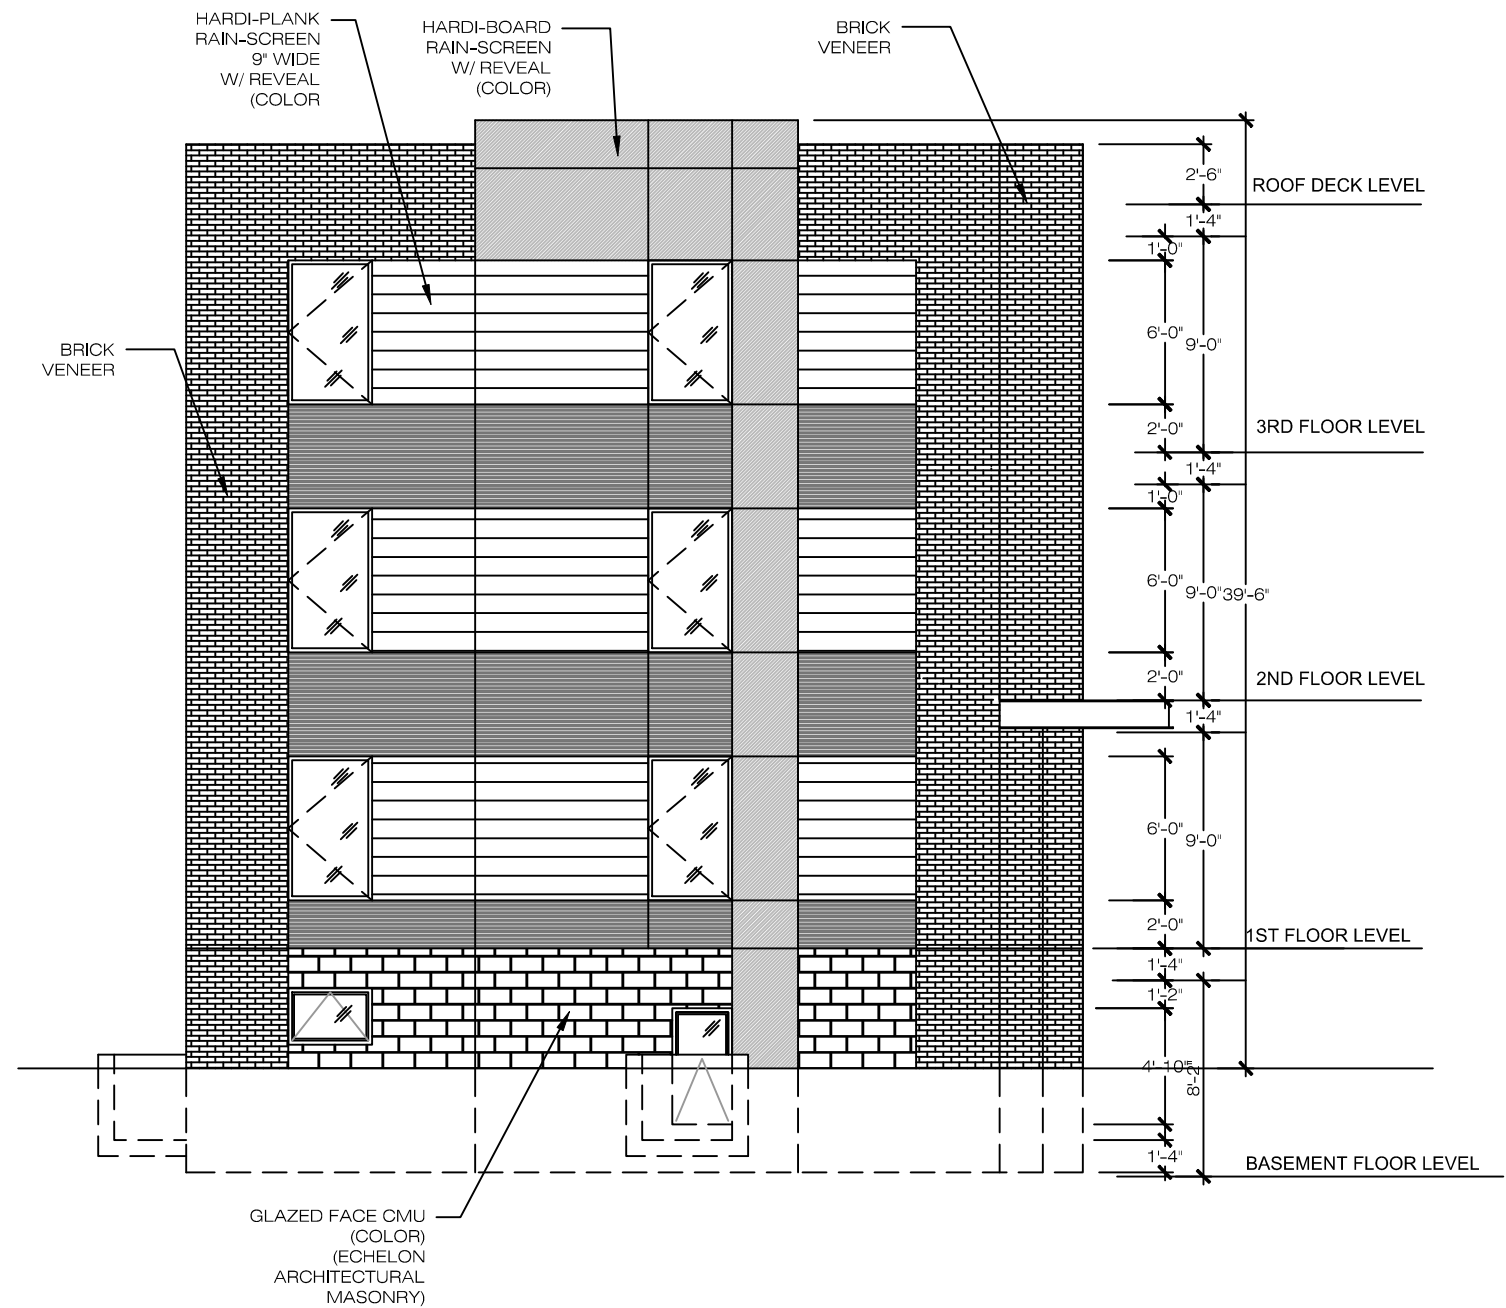 HARDI-PLANK
RAIN-SCREEN
9" WIDE
W/ REVEAL
(COLOR
HARDI-BOARD
RAIN-SCREEN
W/ REVEAL
(COLOR)
BRICK
VENEER
BRICK
VENEER
2'-6"
ROOF DECK LEVEL
1'-4"
1'-0"
6'-0"
9'-0"
2'-0"
3RD FLOOR LEVEL
1'-4"
1'-0"
6'-0"
9'-0"
39'-6"
2'-0"
2ND FLOOR LEVEL
1'-4"
6'-0"
9'-0"
2'-0"
1ST FLOOR LEVEL
1'-4"
1'-2"
4'-10"
8'-2"
1'-4"
BASEMENT FLOOR LEVEL
GLAZED FACE CMU
(COLOR)
(ECHELON
ARCHITECTURAL
MASONRY)